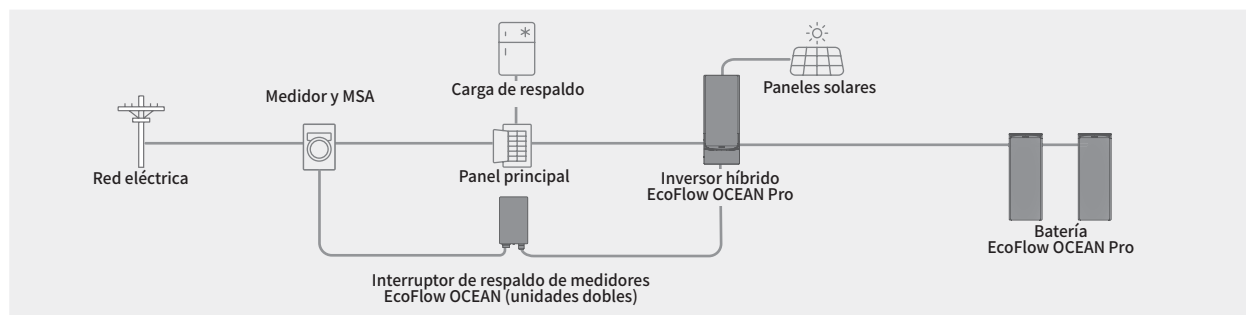 Red eléctrica
Medidor y MSA
Carga de respaldo
Panel principal
Paneles solares
Inversor híbrido
EcoFlow OCEAN Pro
Batería
EcoFlow OCEAN Pro
Interruptor de respaldo de medidores
EcoFlow OCEAN (unidades dobles)